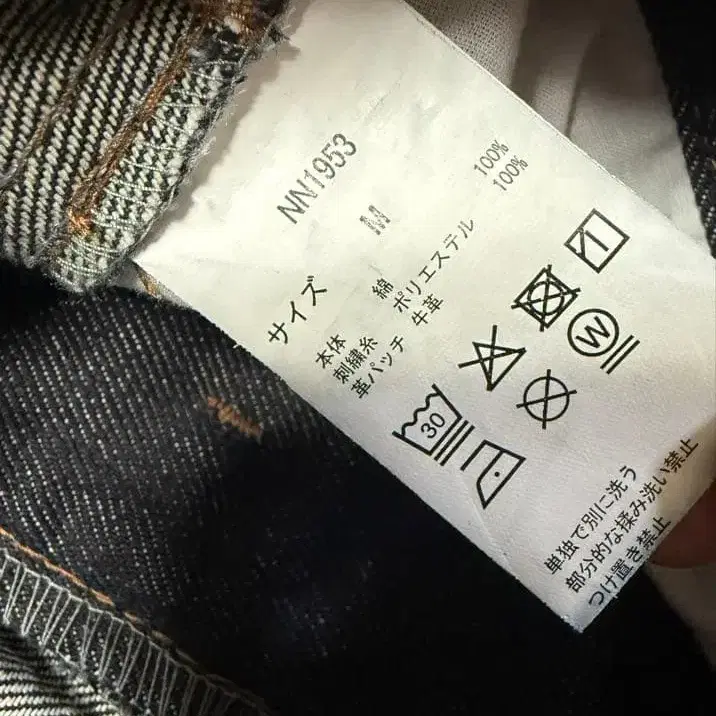 NN1953
サイズ M
本体 綿 100%
刺繍糸 ポリエステル 100%
革パッチ 牛革
30
W
単独で別に洗う
部分的な揉み洗い禁止
つけ置き禁止